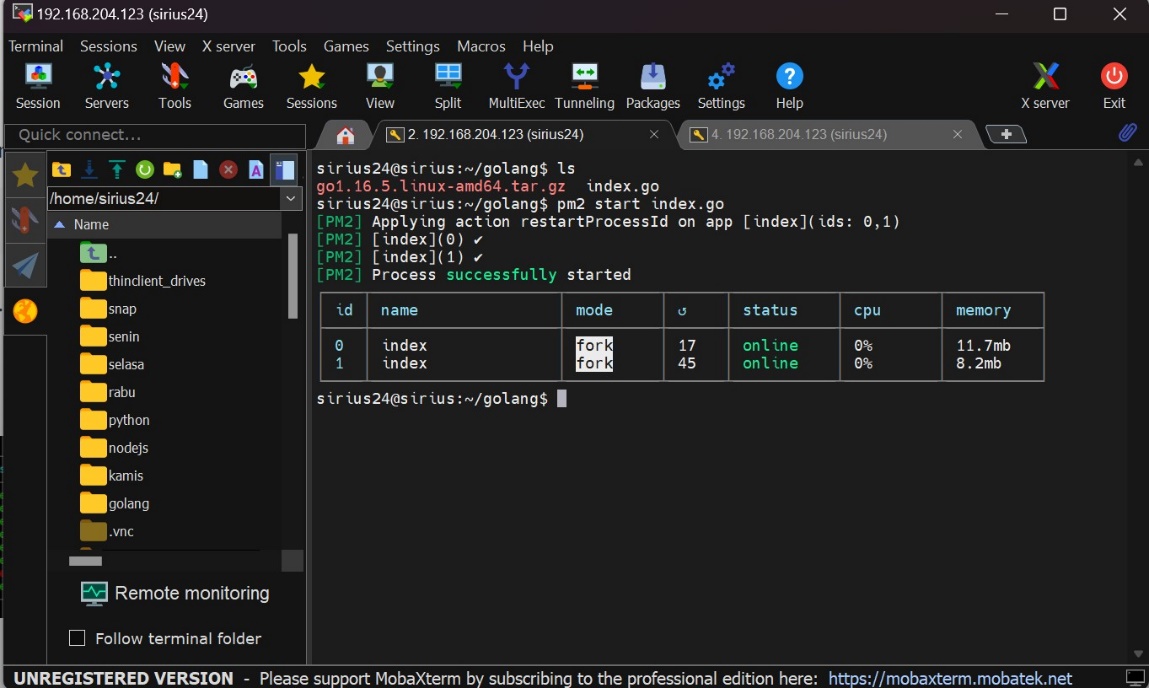 192.168.204.123 (sirius24)
Terminal Sessions View X server Tools Games Settings Macros Help
Session Servers Tools Games Sessions View Split MultiExec Tunneling Packages Settings Help X server Exit
Quick connect...
2. 192.168.204.123 (sirius24)
4. 192.168.204.123 (sirius24)
/home/sirius24/
Name
..
thinclient_drives
snap
senin
selasa
rabu
python
nodejs
kamis
golang
.vnc
Remote monitoring
Follow terminal folder
sirius24@sirius:~/golang$ ls
go1.16.5.linux-amd64.tar.gz index.go
sirius24@sirius:~/golang$ pm2 start index.go
[PM2] Applying action restartProcessId on app [index](ids: 0,1)
[PM2] [index](0) ✓
[PM2] [index](1) ✓
[PM2] Process successfully started
id name mode ↺ status cpu memory
0 index fork 17 online 0% 11.7mb
1 index fork 45 online 0% 8.2mb
sirius24@sirius:~/golang$
UNREGISTERED VERSION - Please support MobaXterm by subscribing to the professional edition here: https://mobaxterm.mobatek.net